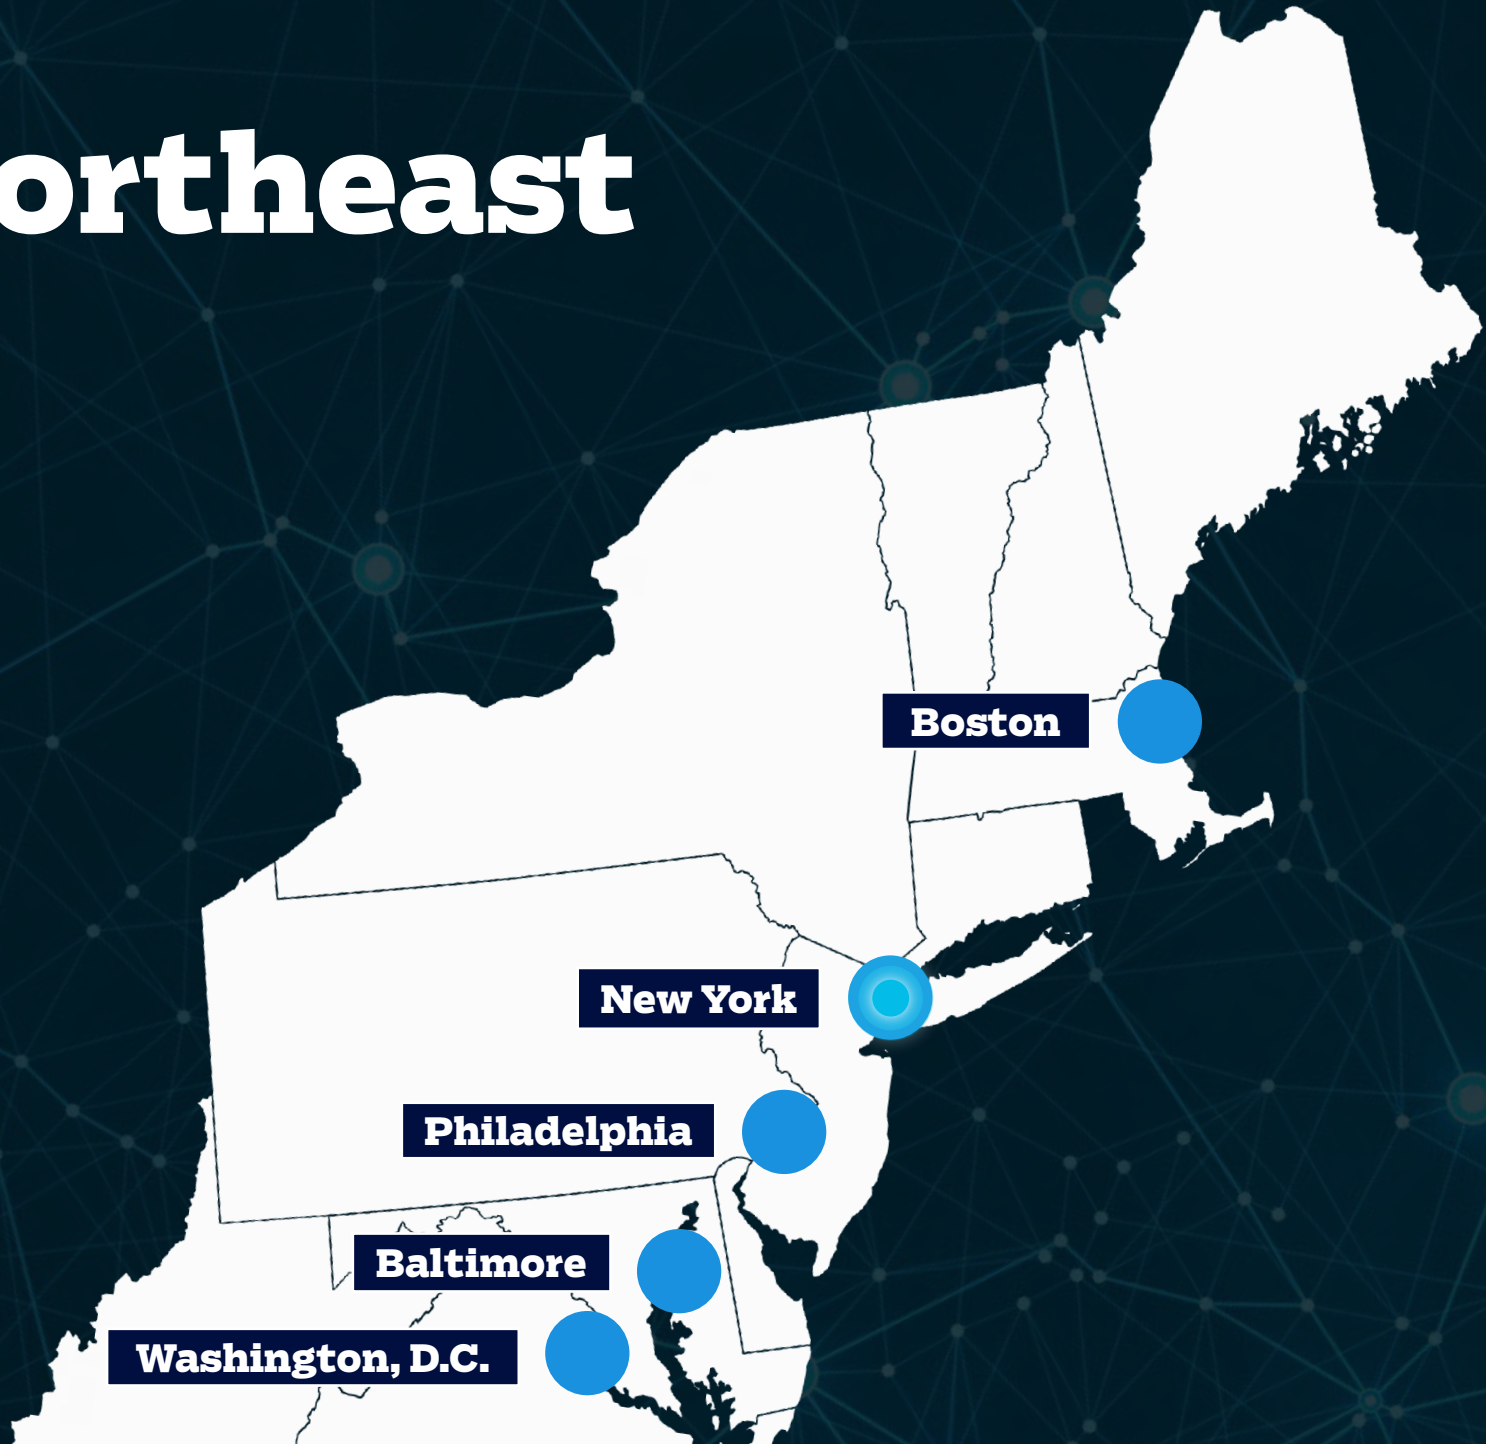 ortheast
Boston
New York
Philadelphia
Baltimore
Washington, D.C.